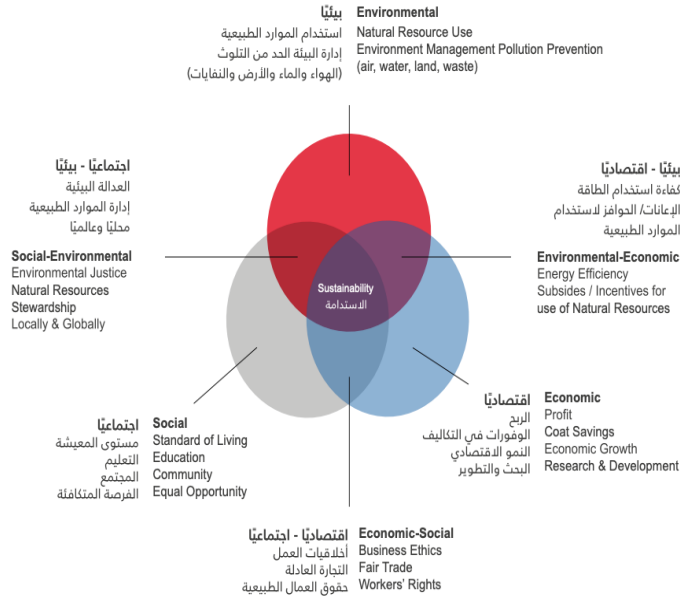 بيئيًا
استخدام الموارد الطبيعية
إدارة البيئة الحد من التلوث
(الهواء والماء والأرض والنفايات)
Environmental
Natural Resource Use
Environment Management Pollution Prevention
(air, water, land, waste)
اجتماعيًا - بيئيًا
العدالة البيئية
إدارة الموارد الطبيعية
محليًا وعالميًا
Social-Environmental
Environmental Justice
Natural Resources
Stewardship
Locally & Globally
بيئيًا - اقتصاديًا
كفاءة استخدام الطاقة
الإعانات/ الحوافز لاستخدام
الموارد الطبيعية
Environmental-Economic
Energy Efficiency
Subsides / Incentives for
use of Natural Resources
Sustainability
الاستدامة
اجتماعيًا
مستوى المعيشة
التعليم
المجتمع
الفرصة المتكافئة
Social
Standard of Living
Education
Community
Equal Opportunity
اقتصاديًا
الربح
الوفورات في التكاليف
النمو الاقتصادي
البحث والتطوير
Economic
Profit
Coat Savings
Economic Growth
Research & Development
اقتصاديًا - اجتماعيًا
أخلاقيات العمل
التجارة العادلة
حقوق العمال الطبيعية
Economic-Social
Business Ethics
Fair Trade
Workers' Rights